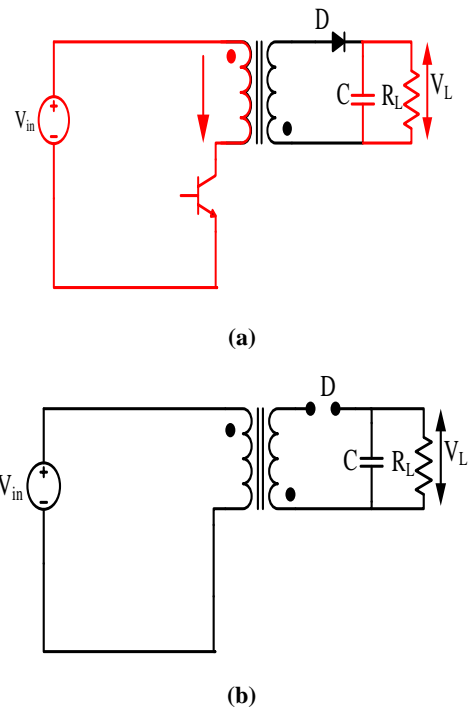 D
V_in
+
-
C
R_L
V_L
(a)
D
V_in
+
-
C
R_L
V_L
(b)